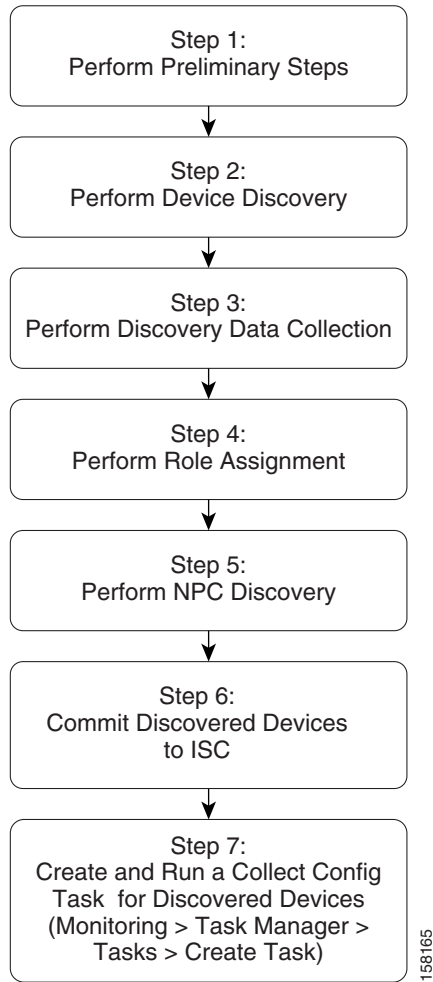 Step 1:
Perform Preliminary Steps
Step 2:
Perform Device Discovery
Step 3:
Perform Discovery Data Collection
Step 4:
Perform Role Assignment
Step 5:
Perform NPC Discovery
Step 6:
Commit Discovered Devices
to ISC
Step 7:
Create and Run a Collect Config
Task for Discovered Devices
(Monitoring > Task Manager >
Tasks > Create Task)
158165